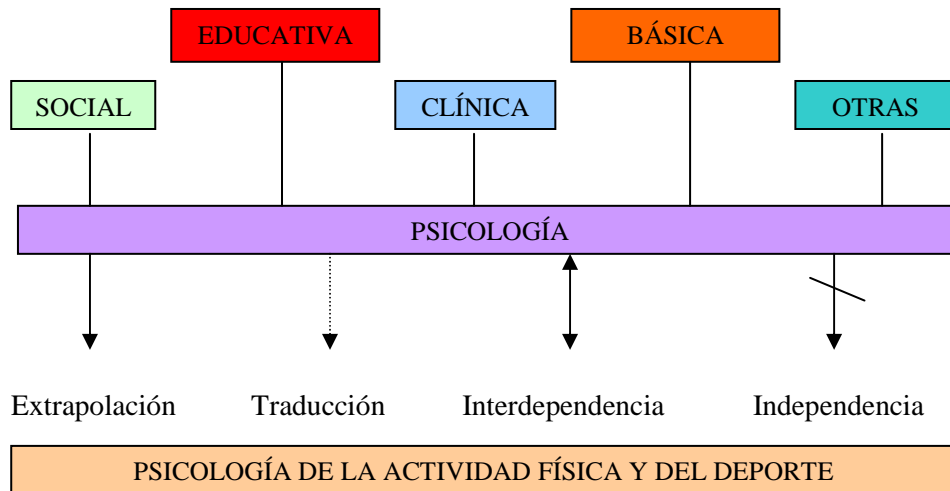 EDUCATIVA BÁSICA
SOCIAL CLÍNICA OTRAS
PSICOLOGÍA
Extrapolación Traducción Interdependencia Independencia
PSICOLOGÍA DE LA ACTIVIDAD FÍSICA Y DEL DEPORTE